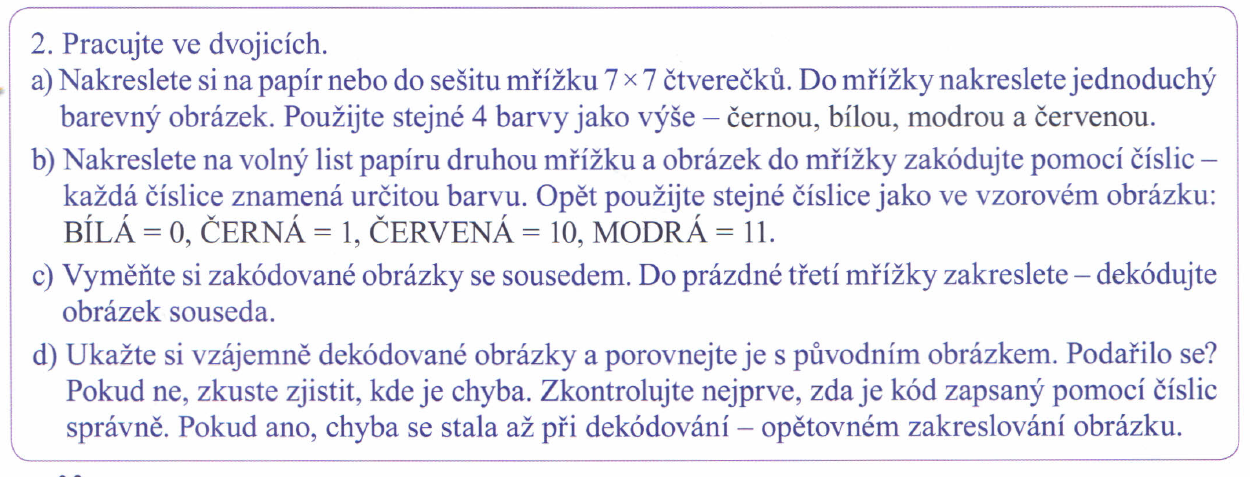 2. Pracujte ve dvojicích.
a) Nakreslete si na papír nebo do sešitu mřížku 7 × 7 čtverečků. Do mřížky nakreslete jednoduchý
barevný obrázek. Použijte stejné 4 barvy jako výše – černou, bílou, modrou a červenou.
b) Nakreslete na volný list papíru druhou mřížku a obrázek do mřížky zakódujte pomocí číslic –
každá číslice znamená určitou barvu. Opět použijte stejné číslice jako ve vzorovém obrázku:
BÍLÁ = 0, ČERNÁ = 1, ČERVENÁ = 10, MODRÁ = 11.
c) Vyměňte si zakódované obrázky se sousedem. Do prázdné třetí mřížky zakreslete – dekódujte
obrázek souseda.
d) Ukažte si vzájemně dekódované obrázky a porovnejte je s původním obrázkem. Podařilo se?
Pokud ne, zkuste zjistit, kde je chyba. Zkontrolujte nejprve, zda je kód zapsaný pomocí číslic
správně. Pokud ano, chyba se stala až při dekódování – opětovném zakreslování obrázku.